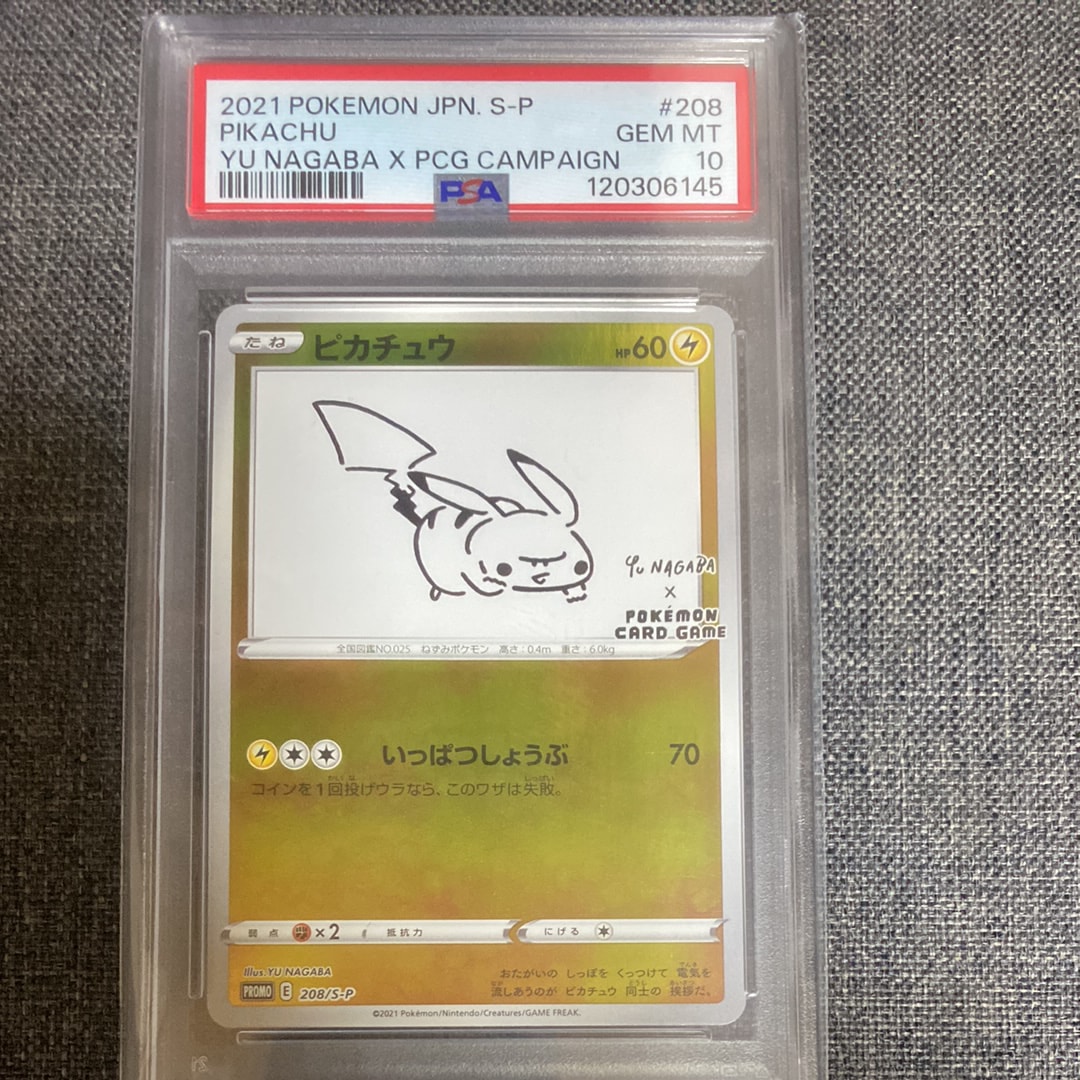 2021 POKEMON JPN. S-P #208
PIKACHU GEM MT
YU NAGABA X PCG CAMPAIGN 10
PSA 120306145
たね ピカチュウ HP60
YU NAGABA
X
POKÉMON
CARD GAME
全国図鑑NO.025 ねずみポケモン 高さ:0.4m 重さ:6.0kg
いっぱつしょうぶ 70
コインを1回投げウラなら、このワザは失敗。
弱点 ×2 抵抗力 にげる
Illus. YU NAGABA
おたがいの しっぽを くっつけて 電気を
PROMO E 208/S-P 流しあうのが ピカチュウ 同士の 挨拶だ。
©2021 Pokémon/Nintendo/Creatures/GAME FREAK.